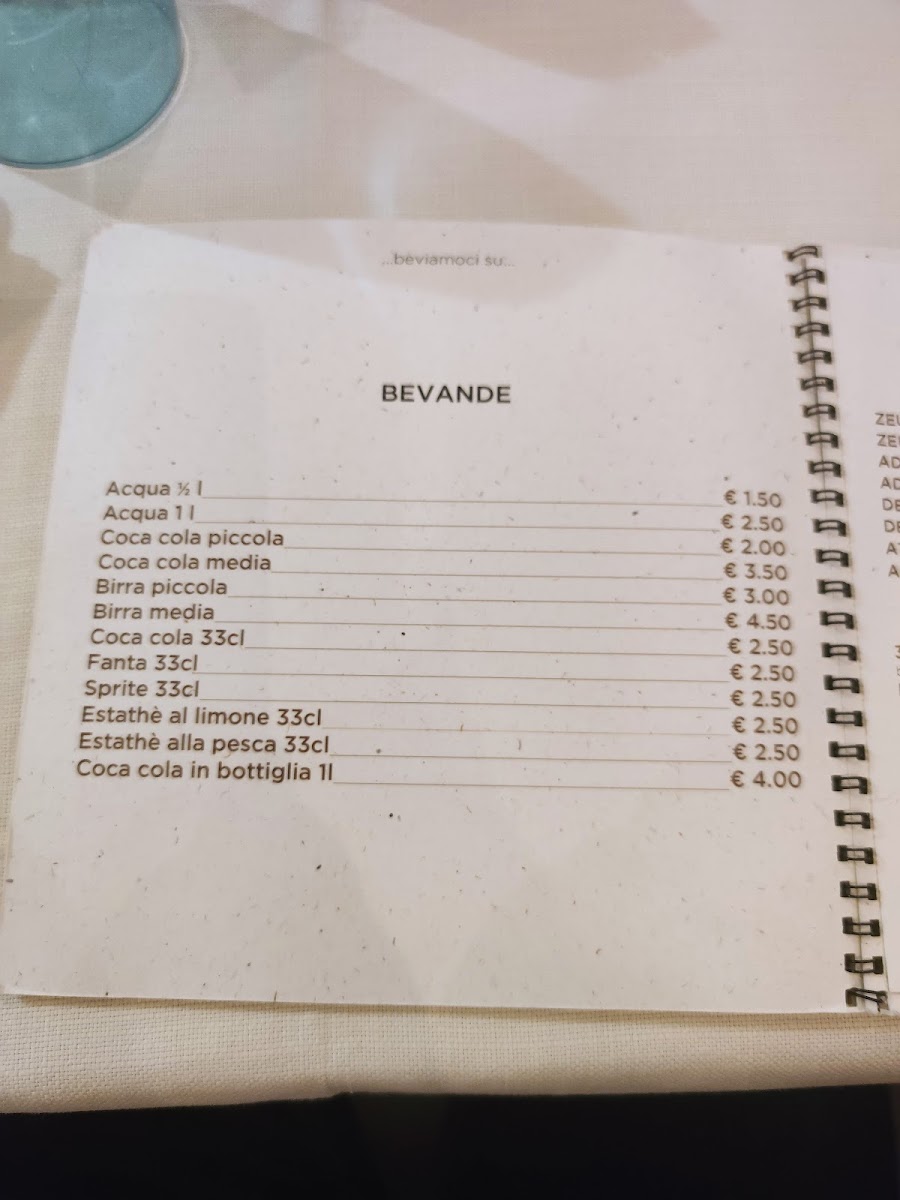 ...beviamoci su...
BEVANDE
Acqua ½ l € 1.50
Acqua 1 l € 2.50
Coca cola piccola € 2.00
Coca cola media € 3.50
Birra piccola € 3.00
Birra media € 4.50
Coca cola 33cl € 2.50
Fanta 33cl € 2.50
Sprite 33cl € 2.50
Estathè al limone 33cl € 2.50
Estathè alla pesca 33cl € 2.50
Coca cola in bottiglia 1l € 4.00